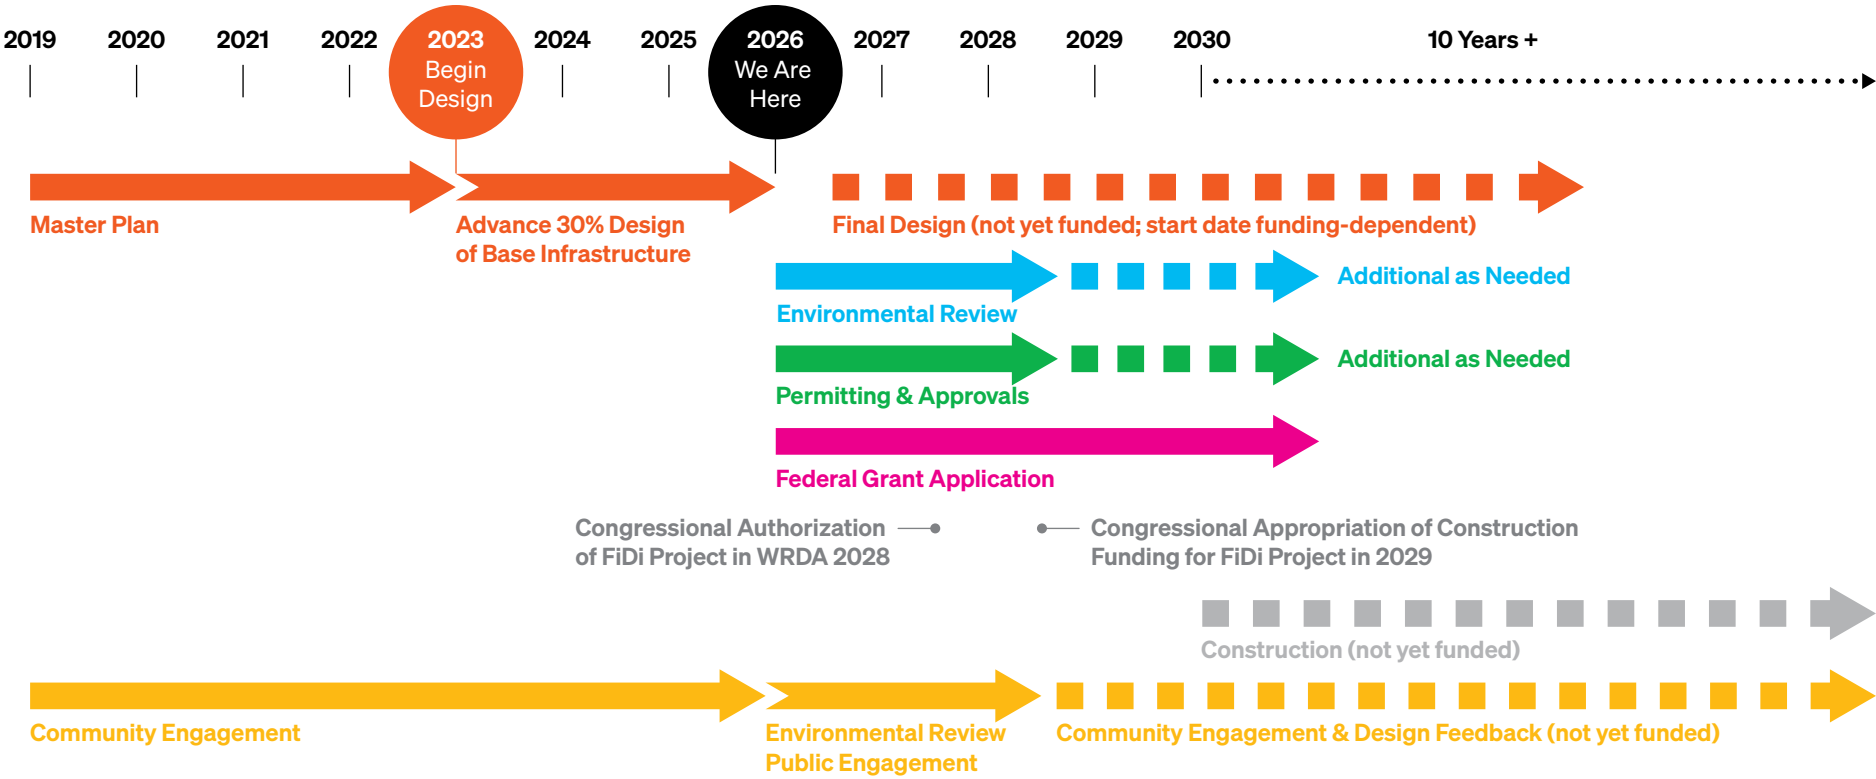 2019 2020 2021 2022 2023 2024 2025 2026 2027 2028 2029 2030 10 Years +
Begin
Design
We Are
Here
Master Plan
Advance 30% Design
of Base Infrastructure
Final Design (not yet funded; start date funding-dependent)
Additional as Needed
Environmental Review
Additional as Needed
Permitting & Approvals
Federal Grant Application
Congressional Authorization
of FiDi Project in WRDA 2028
Congressional Appropriation of Construction
Funding for FiDi Project in 2029
Construction (not yet funded)
Community Engagement
Environmental Review
Public Engagement
Community Engagement & Design Feedback (not yet funded)